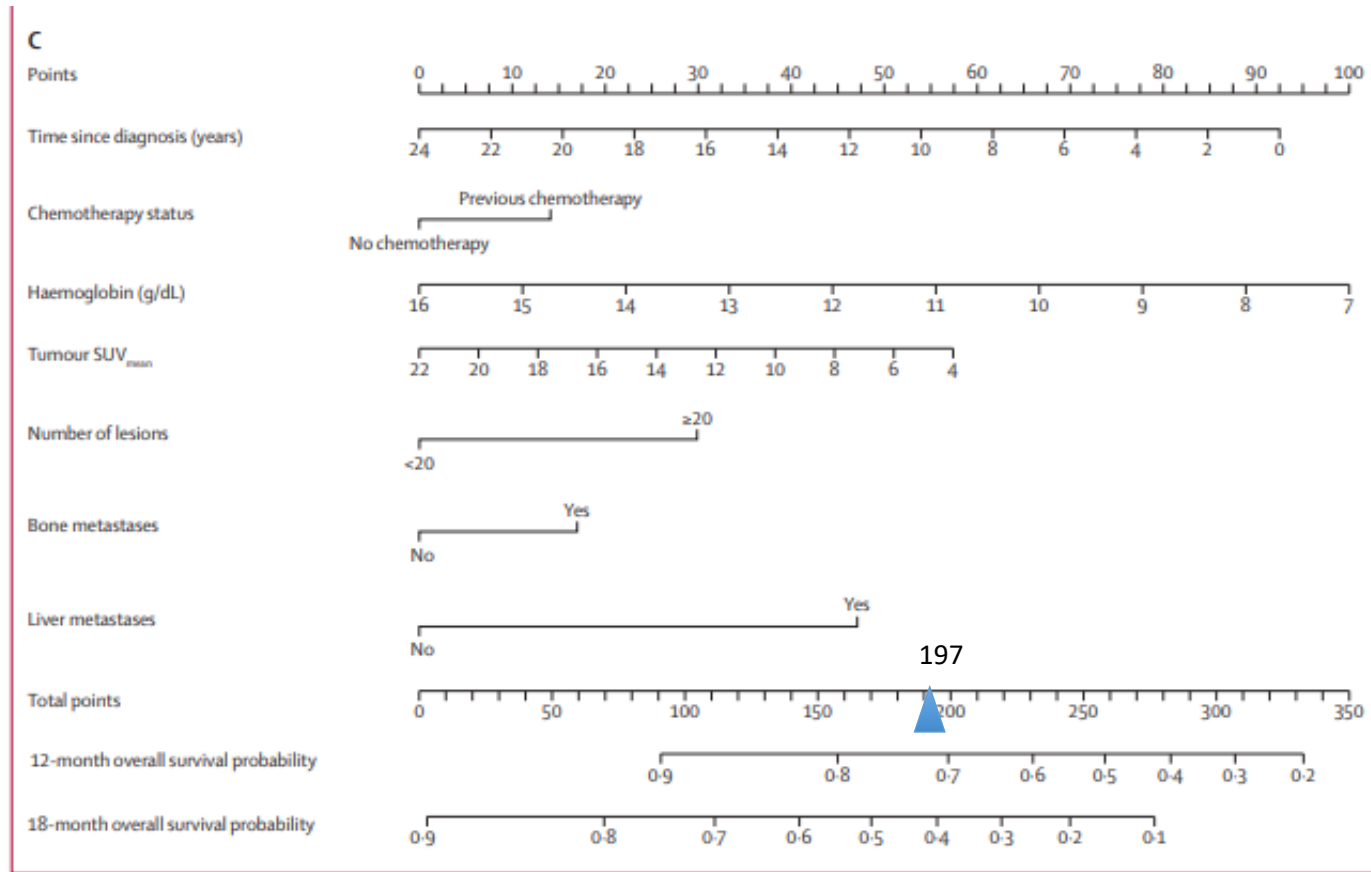 C
Points
0 10 20 30 40 50 60 70 80 90 100
Time since diagnosis (years)
24 22 20 18 16 14 12 10 8 6 4 2 0
Previous chemotherapy
Chemotherapy status
No chemotherapy
Haemoglobin (g/dL)
16 15 14 13 12 11 10 9 8 7
Tumour SUVmean
22 20 18 16 14 12 10 8 6 4
≥20
Number of lesions
<20
Yes
Bone metastases
No
Yes
Liver metastases
No
197
Total points
0 50 100 150 200 250 300 350
12-month overall survival probability
0·9 0·8 0·7 0·6 0·5 0·4 0·3 0·2
18-month overall survival probability
0·9 0·8 0·7 0·6 0·5 0·4 0·3 0·2 0·1